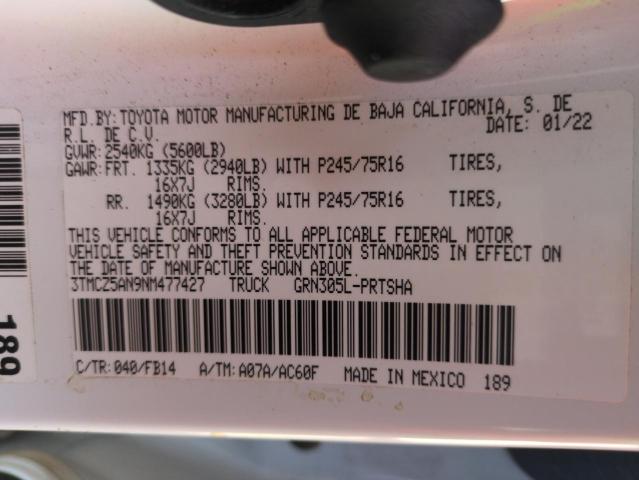 MFD.BY:TOYOTA MOTOR MANUFACTURING DE BAJA CALIFORNIA, S. DE
R.L. DE C.V. DATE: 01/22
GVWR:2540KG (5600LB)
GAWR:FRT. 1335KG (2940LB) WITH P245/75R16 TIRES,
16X7J RIMS.
RR. 1490KG (3280LB) WITH P245/75R16 TIRES,
16X7J RIMS.
THIS VEHICLE CONFORMS TO ALL APPLICABLE FEDERAL MOTOR
VEHICLE SAFETY AND THEFT PREVENTION STANDARDS IN EFFECT ON
THE DATE OF MANUFACTURE SHOWN ABOVE.
3TMCZ5AN9NM477427 TRUCK GRN305L-PRTSHA
C/TR:040/FB14 A/TM:A07A/AC60F MADE IN MEXICO 189
189